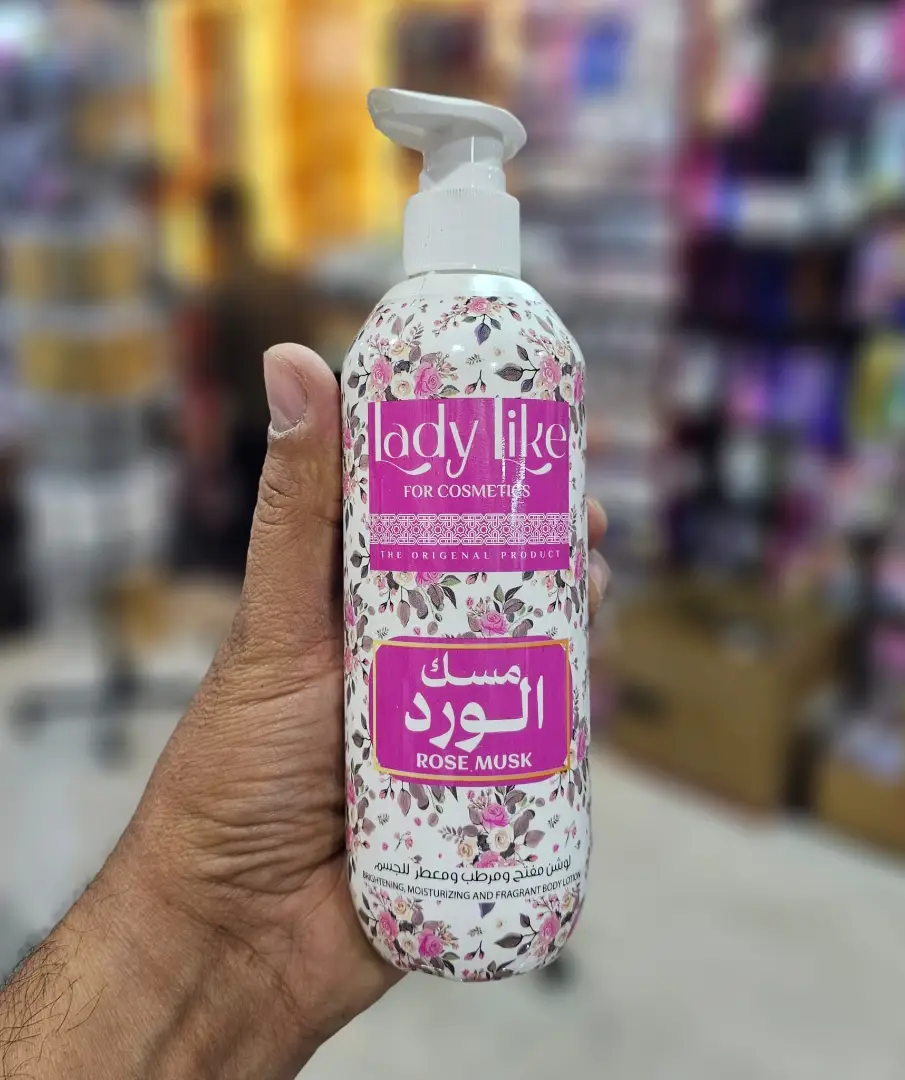 lady like
FOR COSMETICS
THE ORIGENAL PRODUCT
مسك
الورد
ROSE MUSK
لوشن مفتح ومرطب ومعطر للجسم
BRIGHTENING, MOISTURIZING AND FRAGRANT BODY LOTION